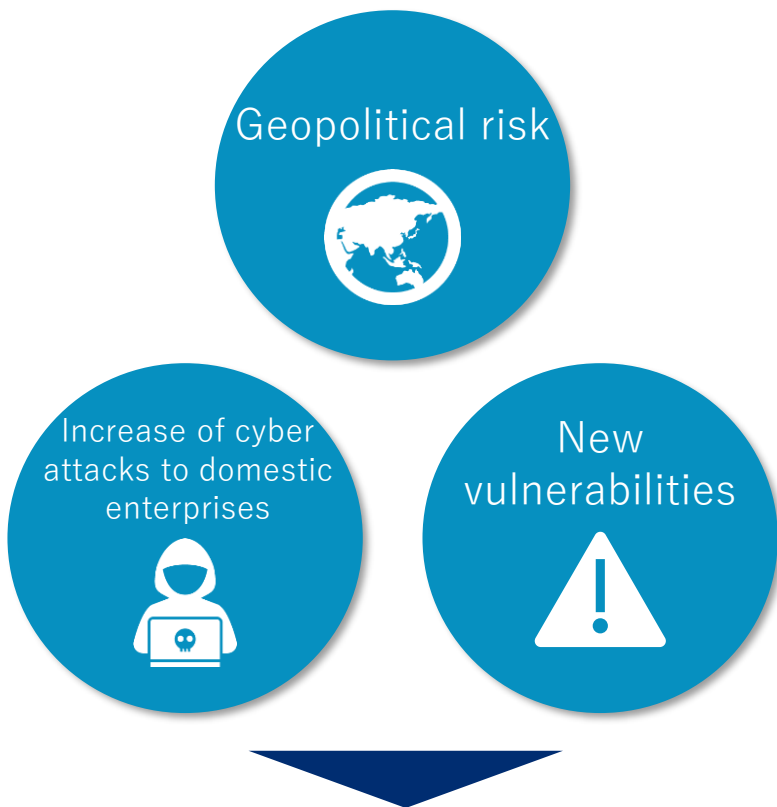 Geopolitical risk
Increase of cyber
attacks to domestic
enterprises
New
vulnerabilities